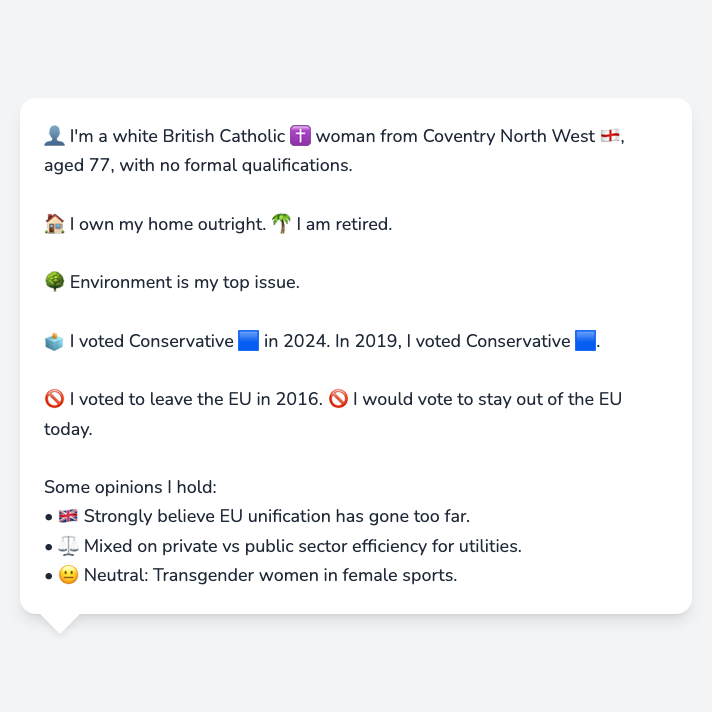 👤 I'm a white British Catholic ✝️ woman from Coventry North West 🏴󠁧󠁢󠁥󠁮󠁧󠁿,
aged 77, with no formal qualifications.
🏠 I own my home outright. 🌴 I am retired.
🌳 Environment is my top issue.
🗳️ I voted Conservative 🟦 in 2024. In 2019, I voted Conservative 🟦.
🚫 I voted to leave the EU in 2016. 🚫 I would vote to stay out of the EU
today.
Some opinions I hold:
• 🇬🇧 Strongly believe EU unification has gone too far.
• ⚖️ Mixed on private vs public sector efficiency for utilities.
• 😐 Neutral: Transgender women in female sports.